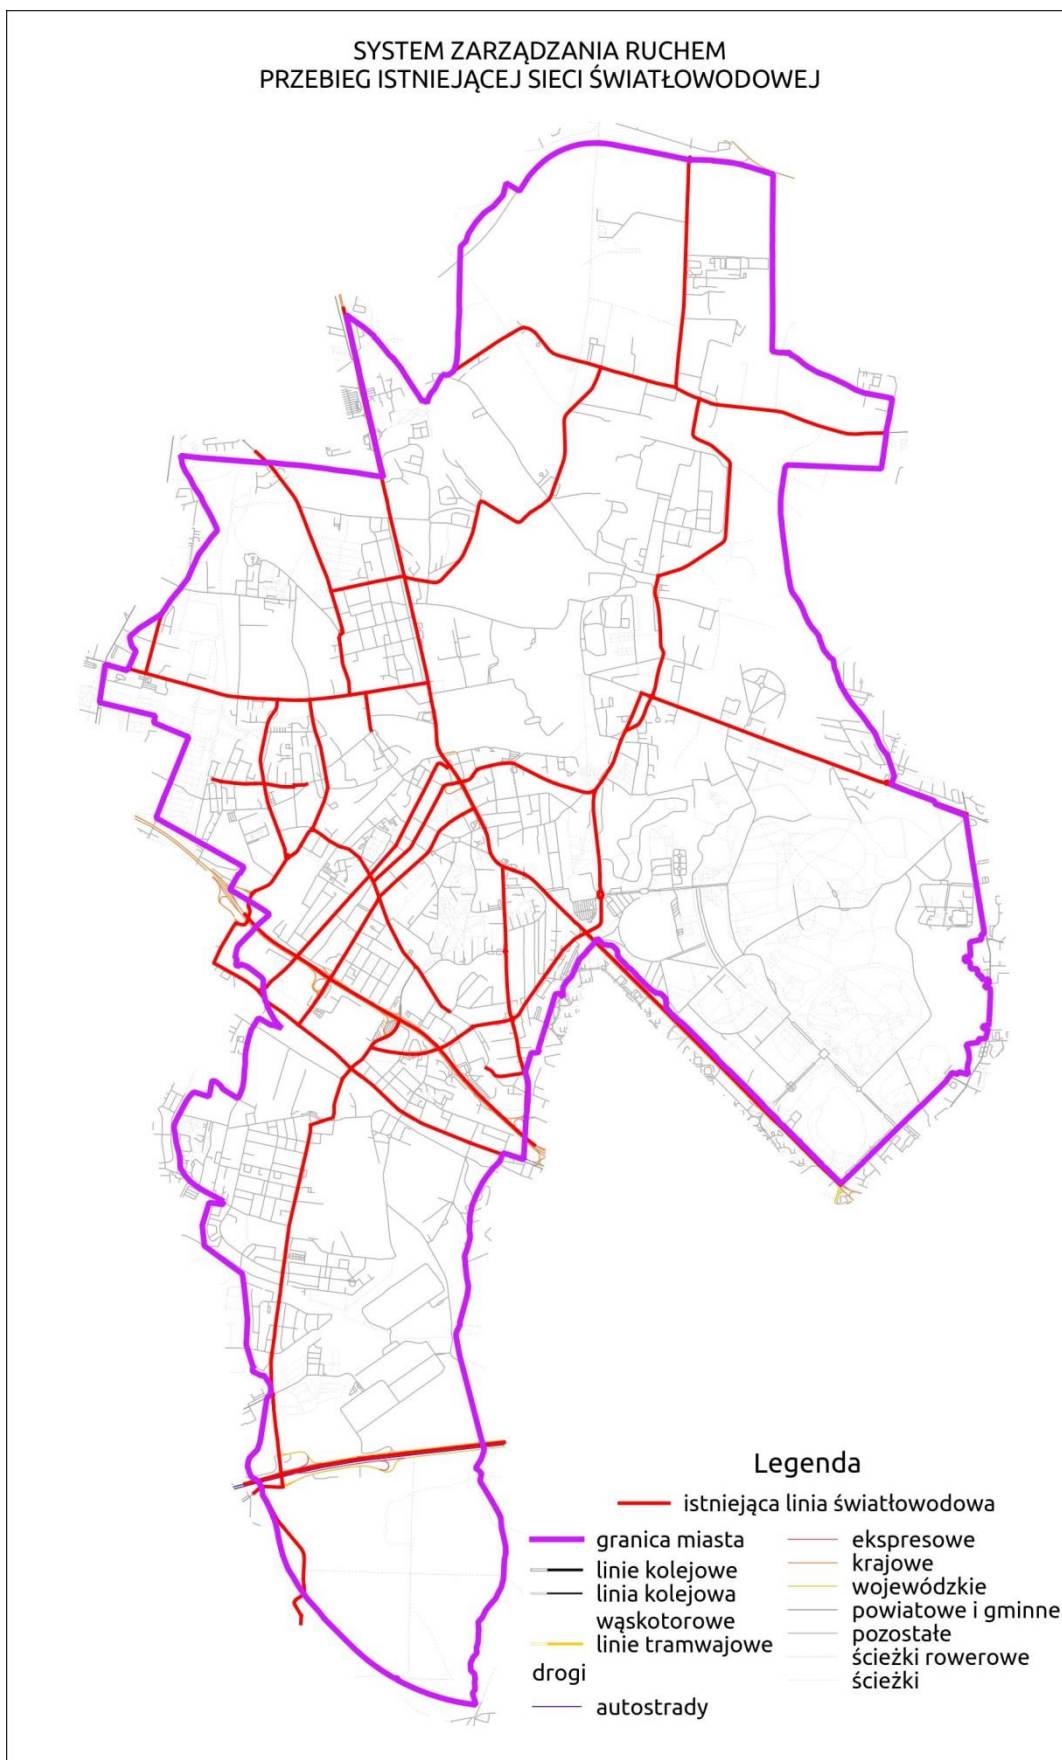 SYSTEM ZARZĄDZANIA RUCHEM
PRZEBIEG ISTNIEJĄCEJ SIECI ŚWIATŁOWODOWEJ
Legenda
istniejąca linia światłowodowa
granica miasta
linie kolejowe
linia kolejowa
wąskotorowe
linie tramwajowe
drogi
autostrady
ekspresowe
krajowe
wojewódzkie
powiatowe i gminne
pozostałe
ścieżki rowerowe
ścieżki